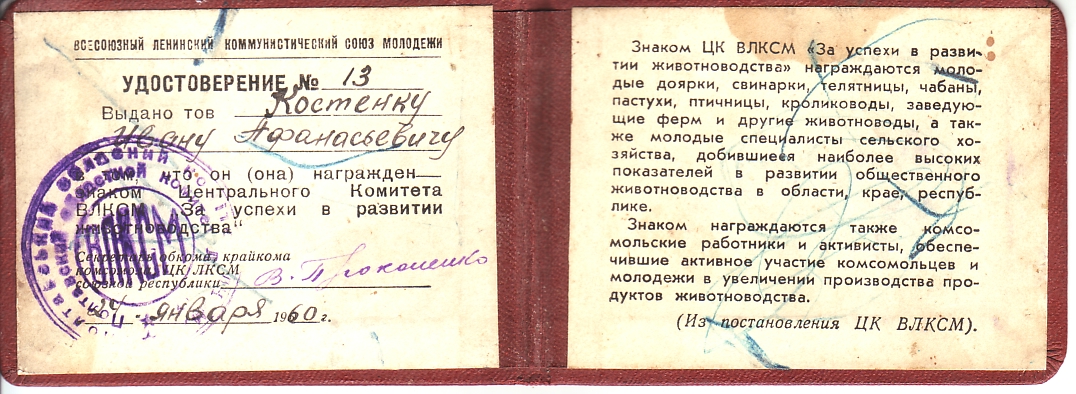 ВСЕСОЮЗНЫЙ ЛЕНИНСКИЙ КОММУНИСТИЧЕСКИЙ СОЮЗ МОЛОДЕЖИ
УДОСТОВЕРЕНИЕ № 13
Выдано тов Костенку
Ивану Афанасьевичу
в том, что он (она) награжден
знаком Центрального Комитета
ВЛКСМ „За успехи в развитии
животноводства“
Секретарь обкома, крайкома
комсомола, ЦК ЛКСМ
союзной республики
января 1960 г.
Знаком ЦК ВЛКСМ «За успехи в разви-
тии животноводства» награждаются моло-
дые доярки, свинарки, телятницы, чабаны,
пастухи, птичницы, кролиководы, заведую-
щие ферм и другие животноводы, а так-
же молодые специалисты сельского хо-
зяйства, добившиеся наиболее высоких
показателей в развитии общественного
животноводства в области, крае, респуб-
лике.
Знаком награждаются также комсо-
мольские работники и активисты, обеспе-
чившие активное участие комсомольцев и
молодежи в увеличении производства про-
дуктов животноводства.
(Из постановления ЦК ВЛКСМ).